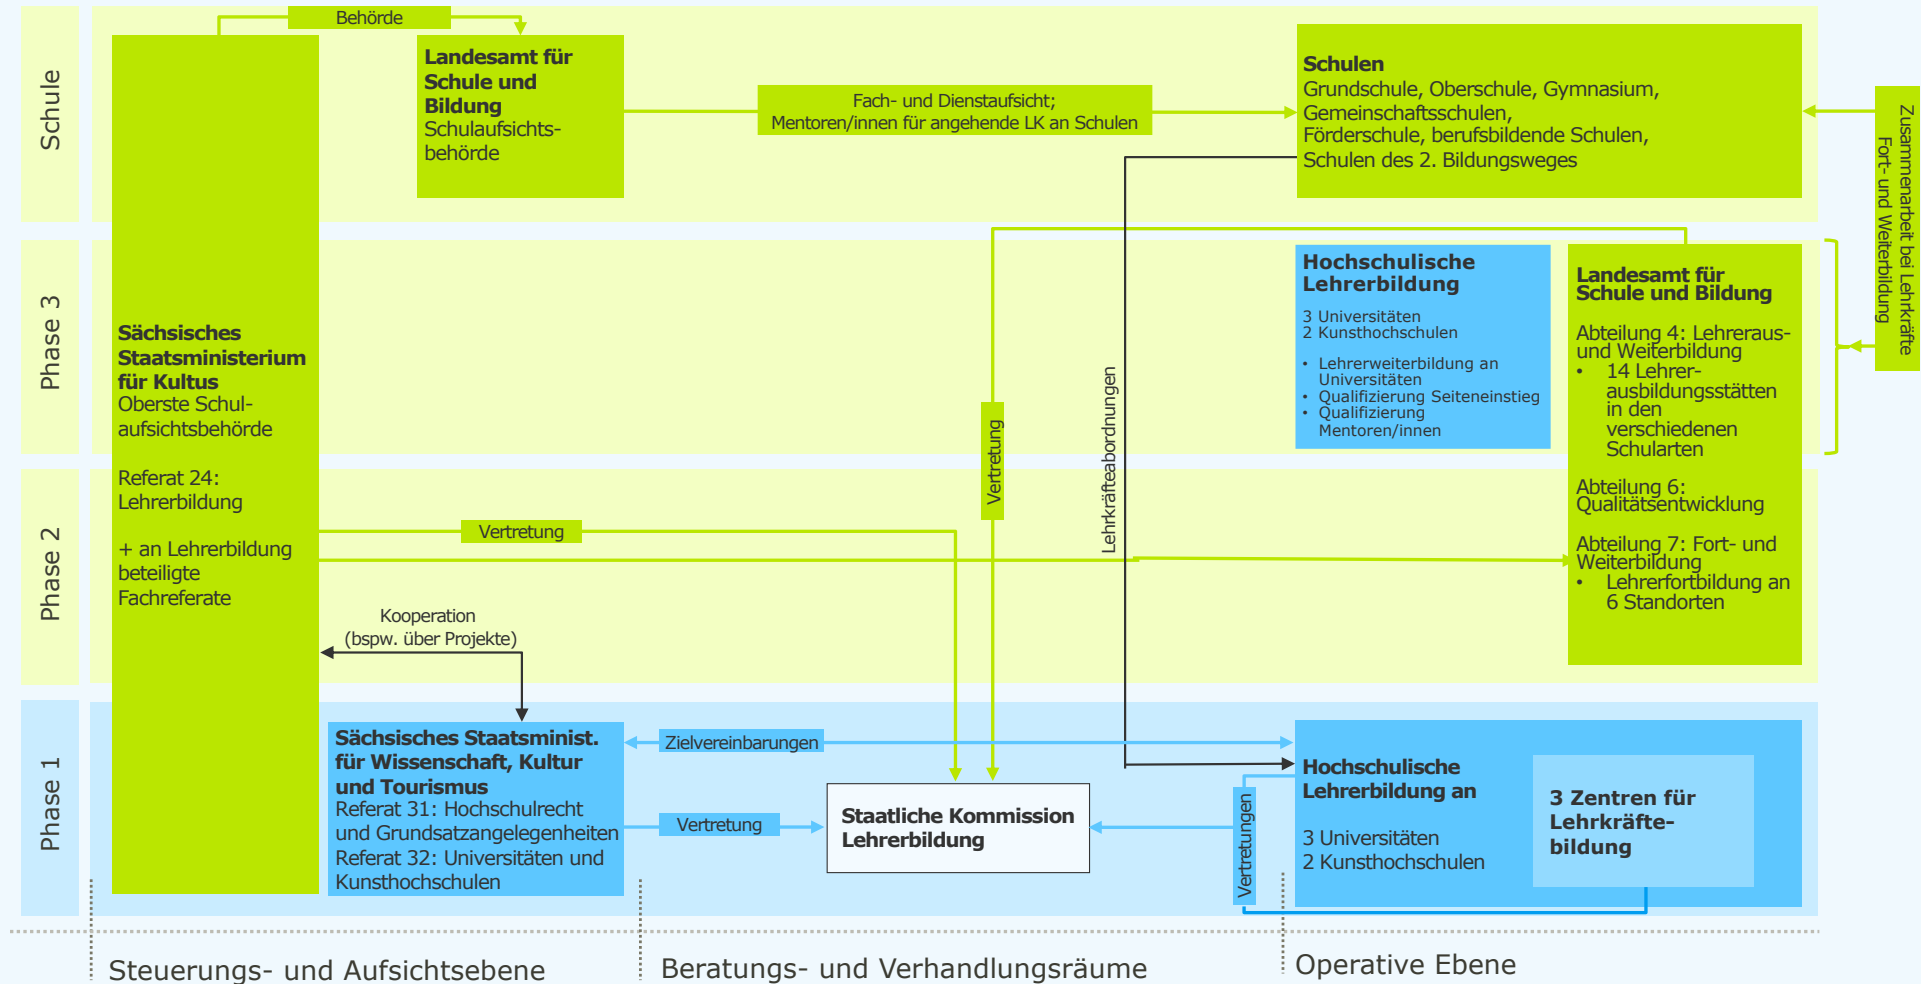 Behörde
Schule
Landesamt für
Schule und
Bildung
Schulaufsichts-
behörde
Fach- und Dienstaufsicht;
Mentoren/innen für angehende LK an Schulen
Schulen
Grundschule, Oberschule, Gymnasium,
Gemeinschaftsschulen,
Förderschule, berufsbildende Schulen,
Schulen des 2. Bildungsweges
Zusammenarbeit bei Lehrkräfte
Fort- und Weiterbildung
Phase 3
Sächsisches
Staatsministerium
für Kultus
Oberste Schul-
aufsichtsbehörde
Referat 24:
Lehrerbildung
+ an Lehrerbildung
beteiligte
Fachreferate
Vertretung
Lehrkräfteabordnungen
Hochschulische
Lehrerbildung
3 Universitäten
2 Kunsthochschulen
• Lehrerweiterbildung an
Universitäten
• Qualifizierung Seiteneinstieg
• Qualifizierung
Mentoren/innen
Landesamt für
Schule und Bildung
Abteilung 4: Lehreraus-
und Weiterbildung
• 14 Lehrer-
ausbildungsstätten
in den
verschiedenen
Schularten
Abteilung 6:
Qualitätsentwicklung
Abteilung 7: Fort- und
Weiterbildung
• Lehrerfortbildung an
6 Standorten
Phase 2
Vertretung
Kooperation
(bspw. über Projekte)
Phase 1
Sächsisches Staatsminist.
für Wissenschaft, Kultur
und Tourismus
Referat 31: Hochschulrecht
und Grundsatzangelegenheiten
Referat 32: Universitäten und
Kunsthochschulen
Zielvereinbarungen
Vertretung
Staatliche Kommission
Lehrerbildung
Vertretungen
Hochschulische
Lehrerbildung an
3 Universitäten
2 Kunsthochschulen
3 Zentren für
Lehrkräfte-
bildung
Steuerungs- und Aufsichtsebene
Beratungs- und Verhandlungsräume
Operative Ebene